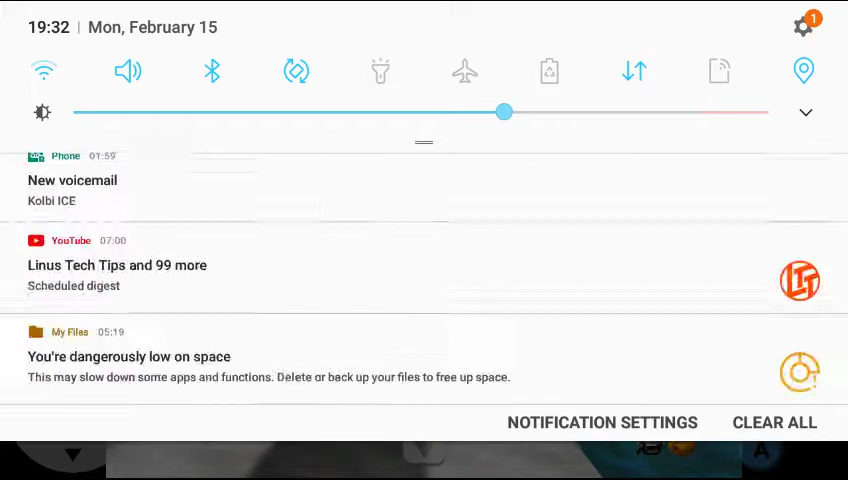 19:32 | Mon, February 15
1
Phone 01:59
New voicemail
Kolbi ICE
YouTube 07:00
Linus Tech Tips and 99 more
Scheduled digest
My Files 05:19
You're dangerously low on space
This may slow down some apps and functions. Delete or back up your files to free up space.
NOTIFICATION SETTINGS CLEAR ALL
A